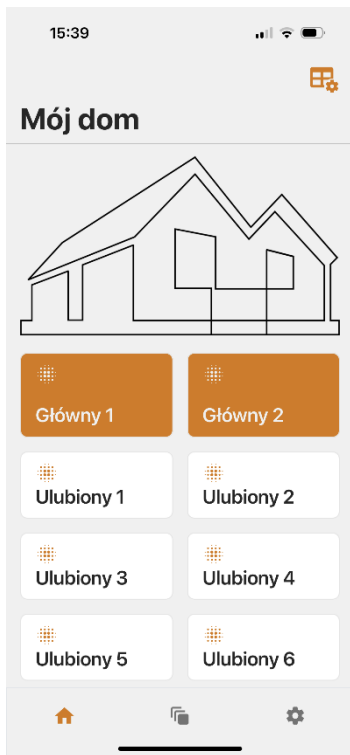 15:39
Mój dom
Główny 1
Główny 2
Ulubiony 1
Ulubiony 2
Ulubiony 3
Ulubiony 4
Ulubiony 5
Ulubiony 6